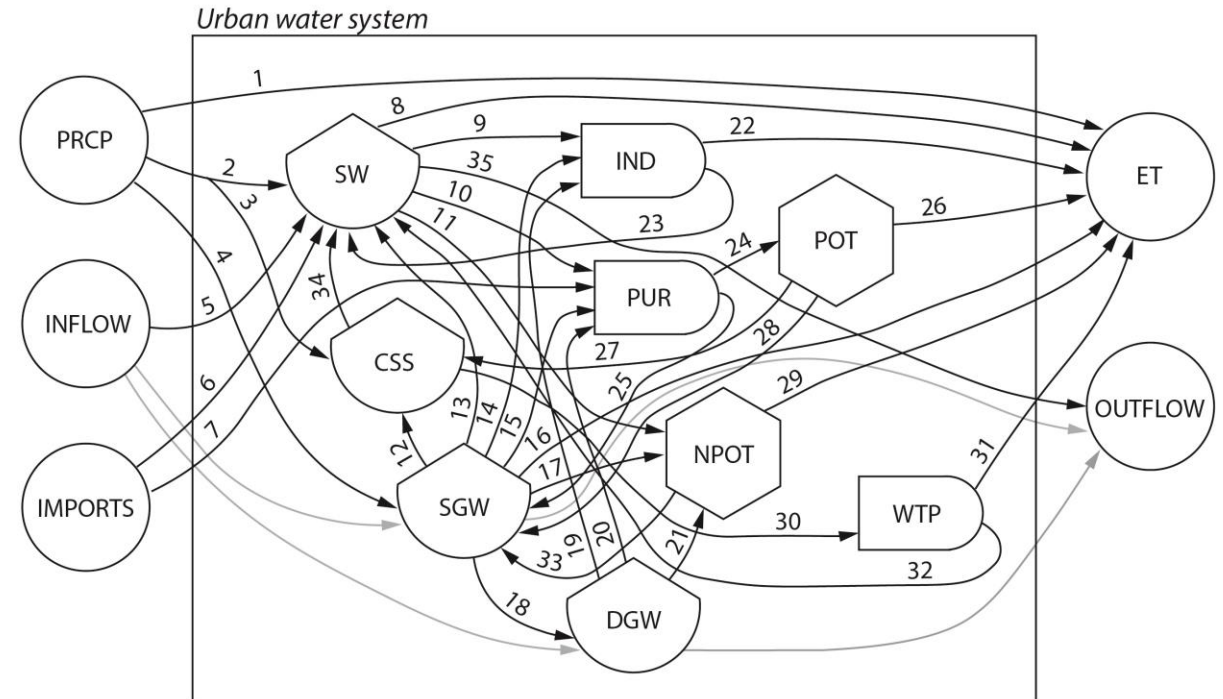 Urban water system
1
PRCP
2
3
4
8
9
35
10
11
SW
IND
22
23
ET
POT
26
24
INFLOW
5
34
PUR
CSS
27
28
25
29
OUTFLOW
6
7
13
14
15
16
17
12
NPOT
31
IMPORTS
SGW
WTP
30
33
19
20
21
32
18
DGW